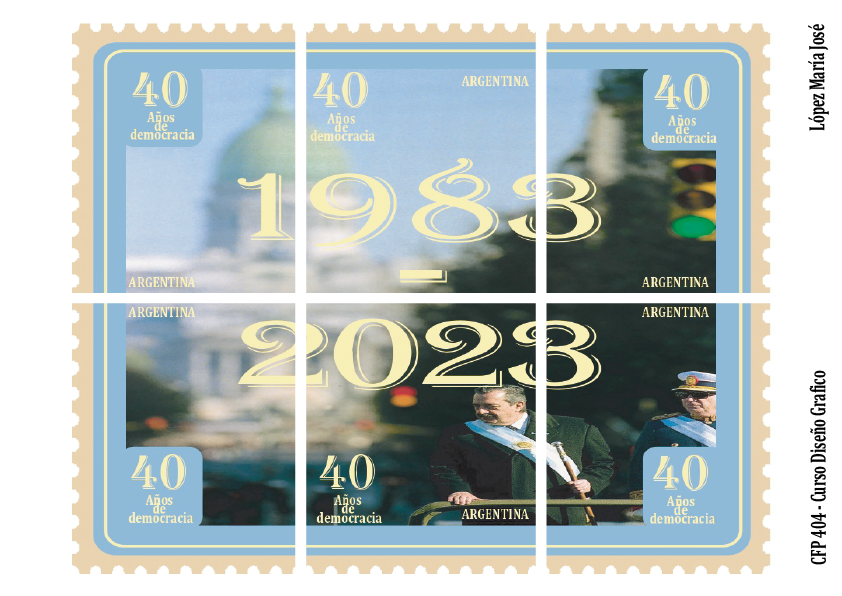 40
Años
de
democracia
ARGENTINA
40
Años
de
democracia
ARGENTINA
40
Años
de
democracia
ARGENTINA
1983
-
2023
ARGENTINA
40
Años
de
democracia
40
Años
de
democracia
ARGENTINA
ARGENTINA
40
Años
de
democracia
López María José
CFP 404 - Curso Diseño Grafico